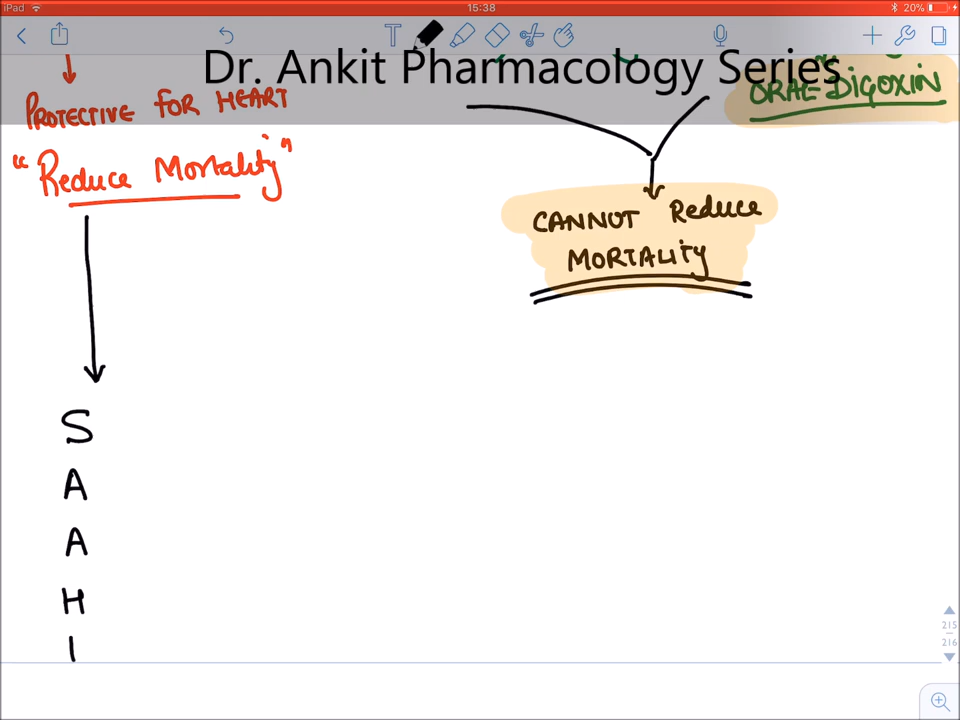 iPad 15:38 20%
T
Dr. Ankit Pharmacology Series
PROTECTIVE FOR HEART
"Reduce Mortality"
ORAL DIGOXIN
CANNOT Reduce
MORTALITY
S
A
A
H
I
215
216